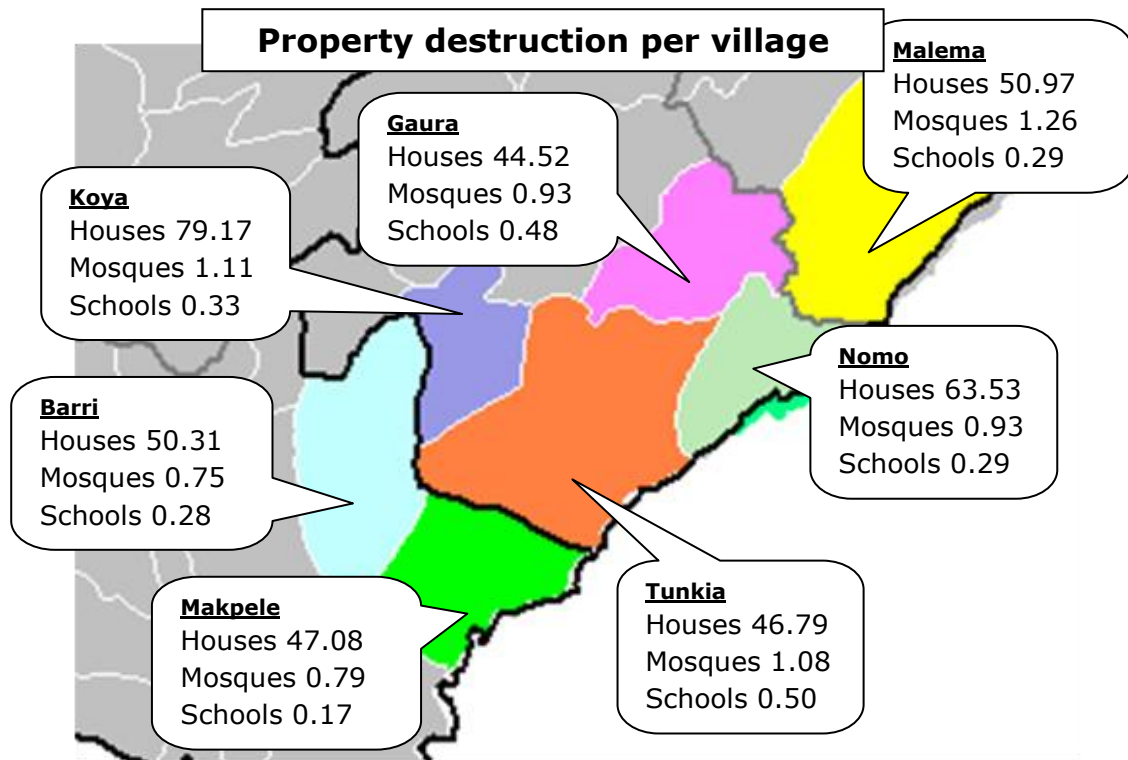 Property destruction per village
Malema
Houses 50.97
Mosques 1.26
Schools 0.29
Gaura
Houses 44.52
Mosques 0.93
Schools 0.48
Koya
Houses 79.17
Mosques 1.11
Schools 0.33
Nomo
Houses 63.53
Mosques 0.93
Schools 0.29
Barri
Houses 50.31
Mosques 0.75
Schools 0.28
Makpele
Houses 47.08
Mosques 0.79
Schools 0.17
Tunkia
Houses 46.79
Mosques 1.08
Schools 0.50